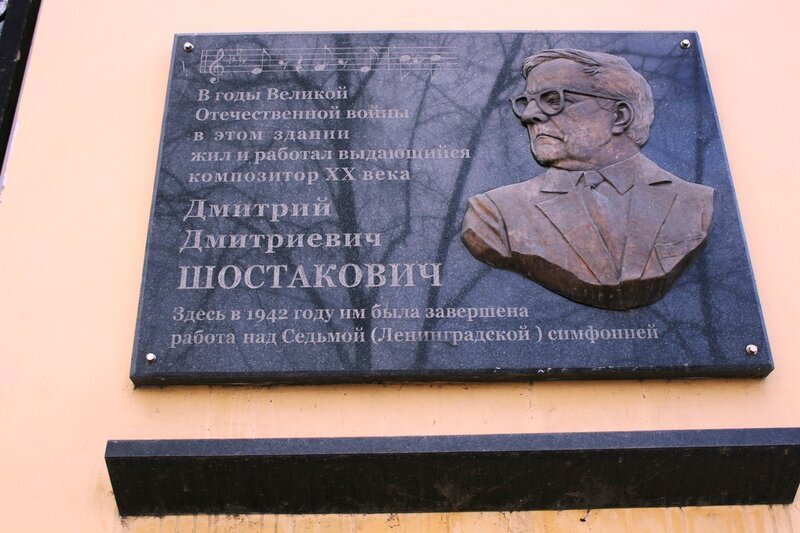 В годы Великой
Отечественной войны
в этом здании
жил и работал выдающийся
композитор XX века
Дмитрий
Дмитриевич
ШОСТАКОВИЧ
Здесь в 1942 году им была завершена
работа над Седьмой (Ленинградской ) симфонией